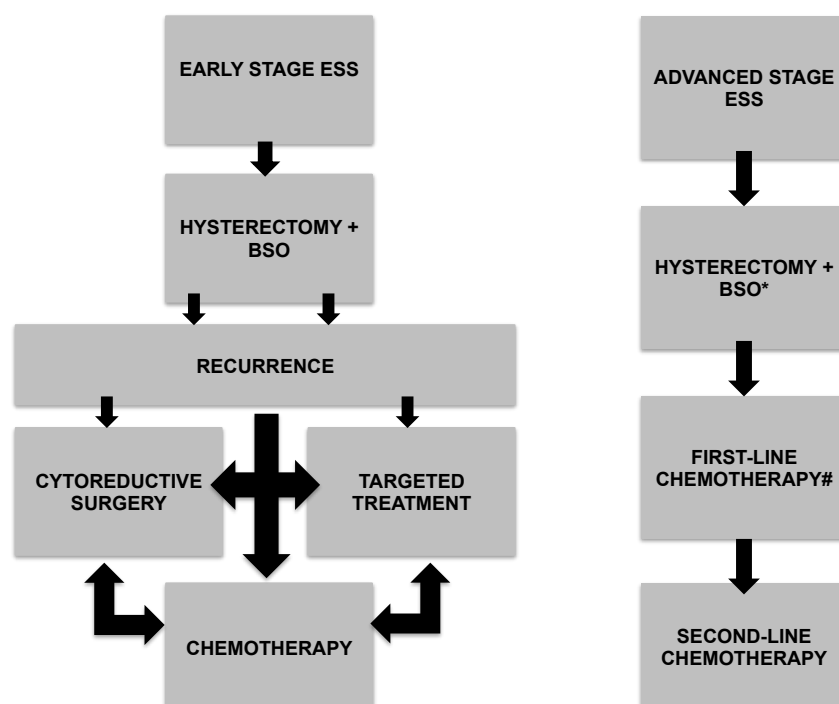 EARLY STAGE ESS
HYSTERECTOMY +
BSO
RECURRENCE
CYTOREDUCTIVE
SURGERY
TARGETED
TREATMENT
CHEMOTHERAPY
ADVANCED STAGE
ESS
HYSTERECTOMY +
BSO*
FIRST-LINE
CHEMOTHERAPY#
SECOND-LINE
CHEMOTHERAPY